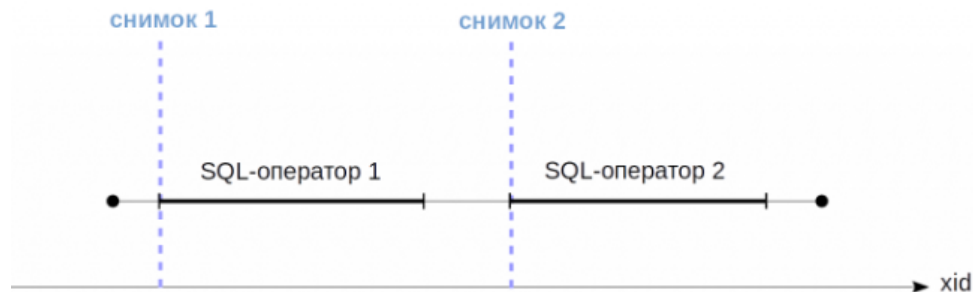 снимок 1 снимок 2
SQL-оператор 1 SQL-оператор 2
xid